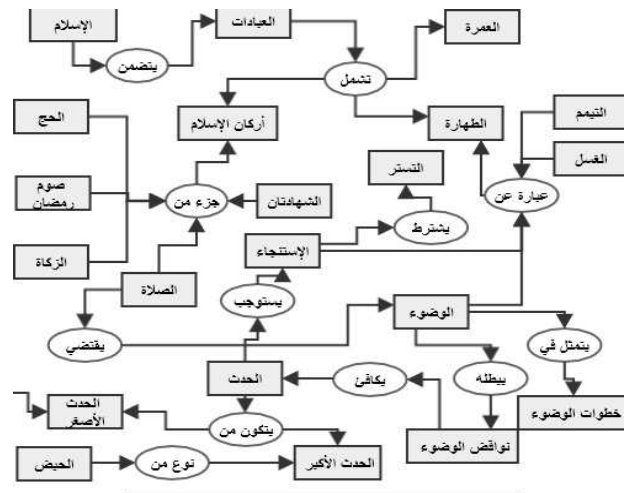 الإسلام
العبادات
العمرة
يتضمن
تشمل
الحج
أركان الإسلام
الطهارة
التيمم
الغسل
التستر
صوم
رمضان
جزء من
الشهادتان
عبارة عن
يشترط
الإستنجاء
الزكاة
الصلاة
يستوجب
الوضوء
يقتضي
يتمثل في
الحدث
يكافئ
يبطله
الحدث
الأصغر
يتكون من
خطوات الوضوء
نواقض الوضوء
الحيض
نوع من
الحدث الأكبر